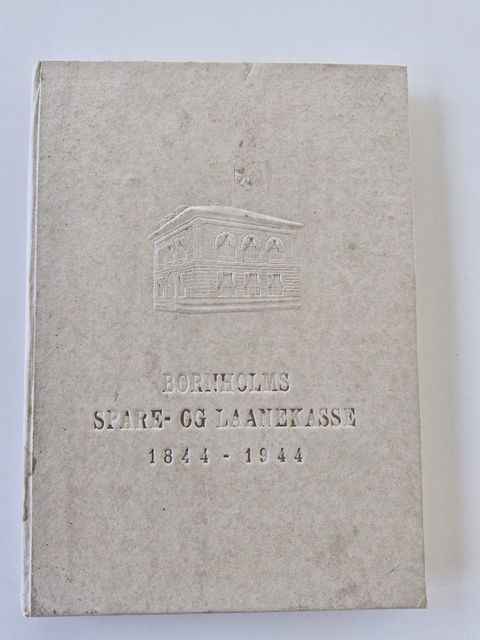 BORNHOLMS
SPARE- OG LAANEKASSE
1844 - 1944